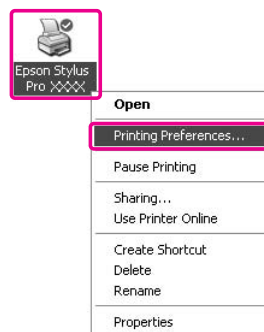 Epson Stylus
Pro XXXX
Open
Printing Preferences...
Pause Printing
Sharing...
Use Printer Online
Create Shortcut
Delete
Rename
Properties